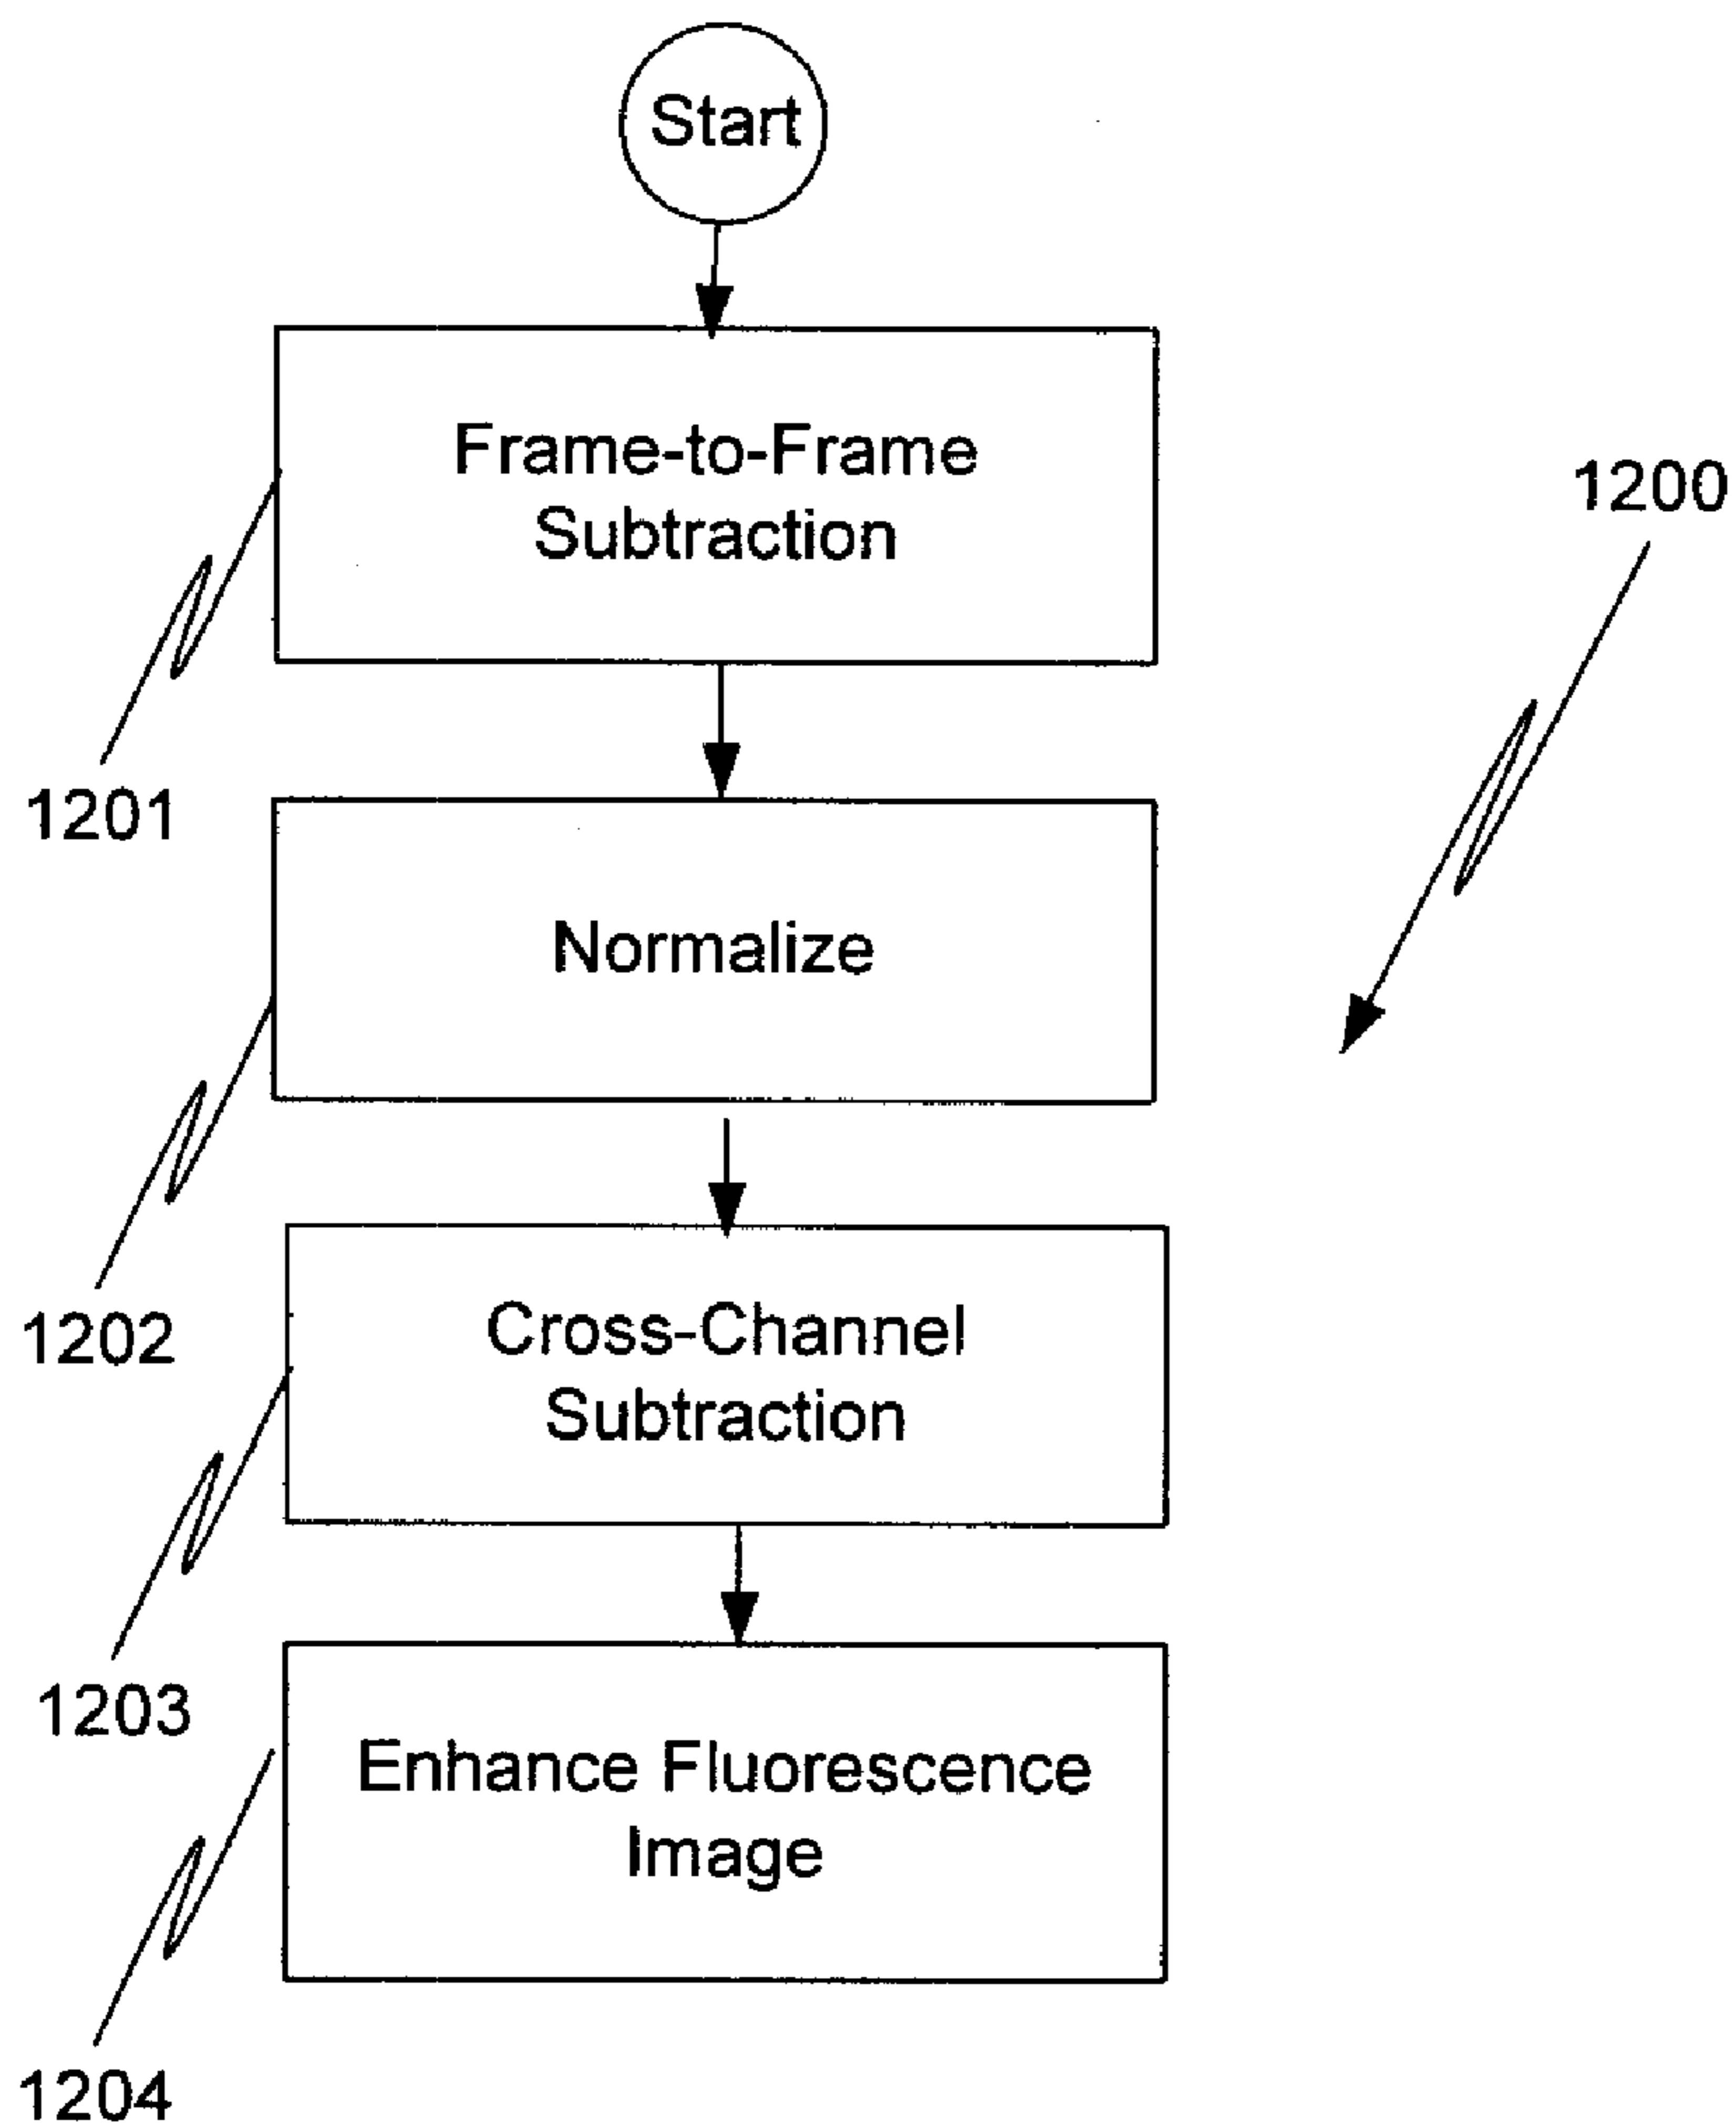 Start
Frame-to-Frame
Subtraction
1200
1201
Normalize
1202
Cross-Channel
Subtraction
1203
Enhance Fluorescence
Image
1204